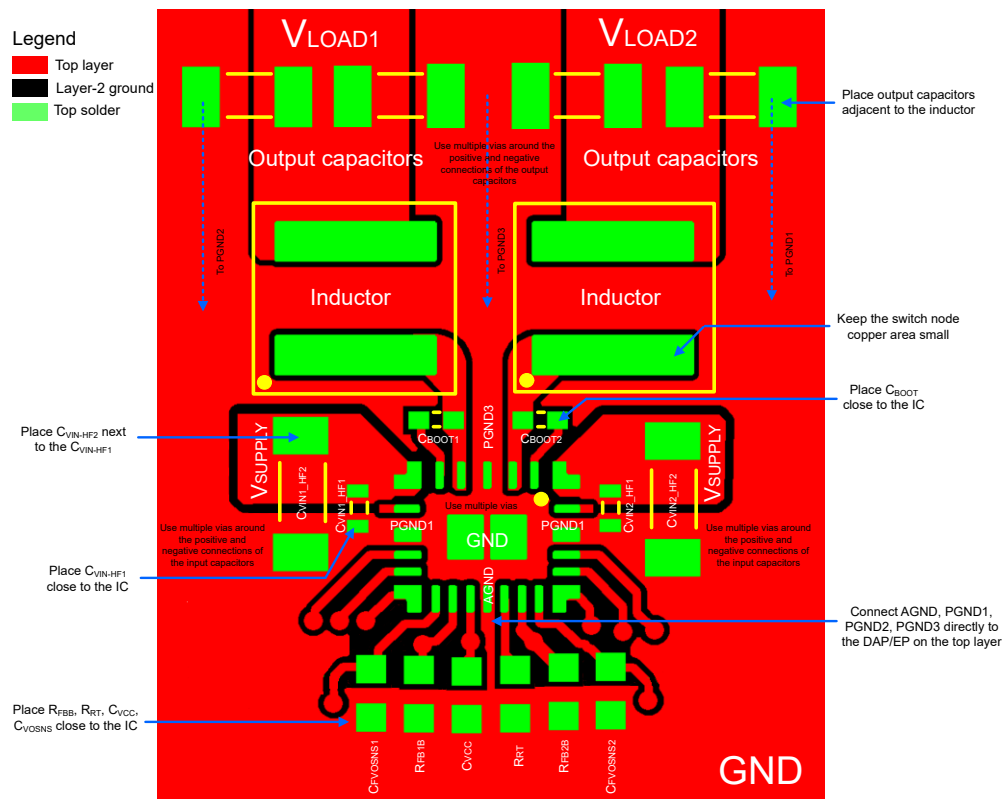 Legend
Top layer
Layer-2 ground
Top solder
VLOAD1
VLOAD2
Place output capacitors
adjacent to the inductor
Output capacitors
Use multiple vias around the
positive and negative
connections of the output
capacitors
Output capacitors
To PGND2
To PGND3
To PGND1
Inductor
Inductor
Keep the switch node
copper area small
Place CBOOT
close to the IC
Place CVIN-HF2 next
to the CVIN-HF1
CBOOT1
PGND3
CBOOT2
VSUPPLY
CVIN1_HF2
CVIN1_HF1
CVIN2_HF1
CVIN2_HF2
VSUPPLY
Use multiple vias
PGND1
PGND1
GND
Use multiple vias around
the positive and
negative connections of
the input capacitors
Use multiple vias around
the positive and
negative connections of
the input capacitors
Place CVIN-HF1
close to the IC
AGND
Connect AGND, PGND1,
PGND2, PGND3 directly to
the DAP/EP on the top layer
Place RFBB, RRT, CVCC,
CVOSNS close to the IC
CFVOSNS1
RFB1B
CVCC
RRT
RFB2B
CFVOSNS2
GND